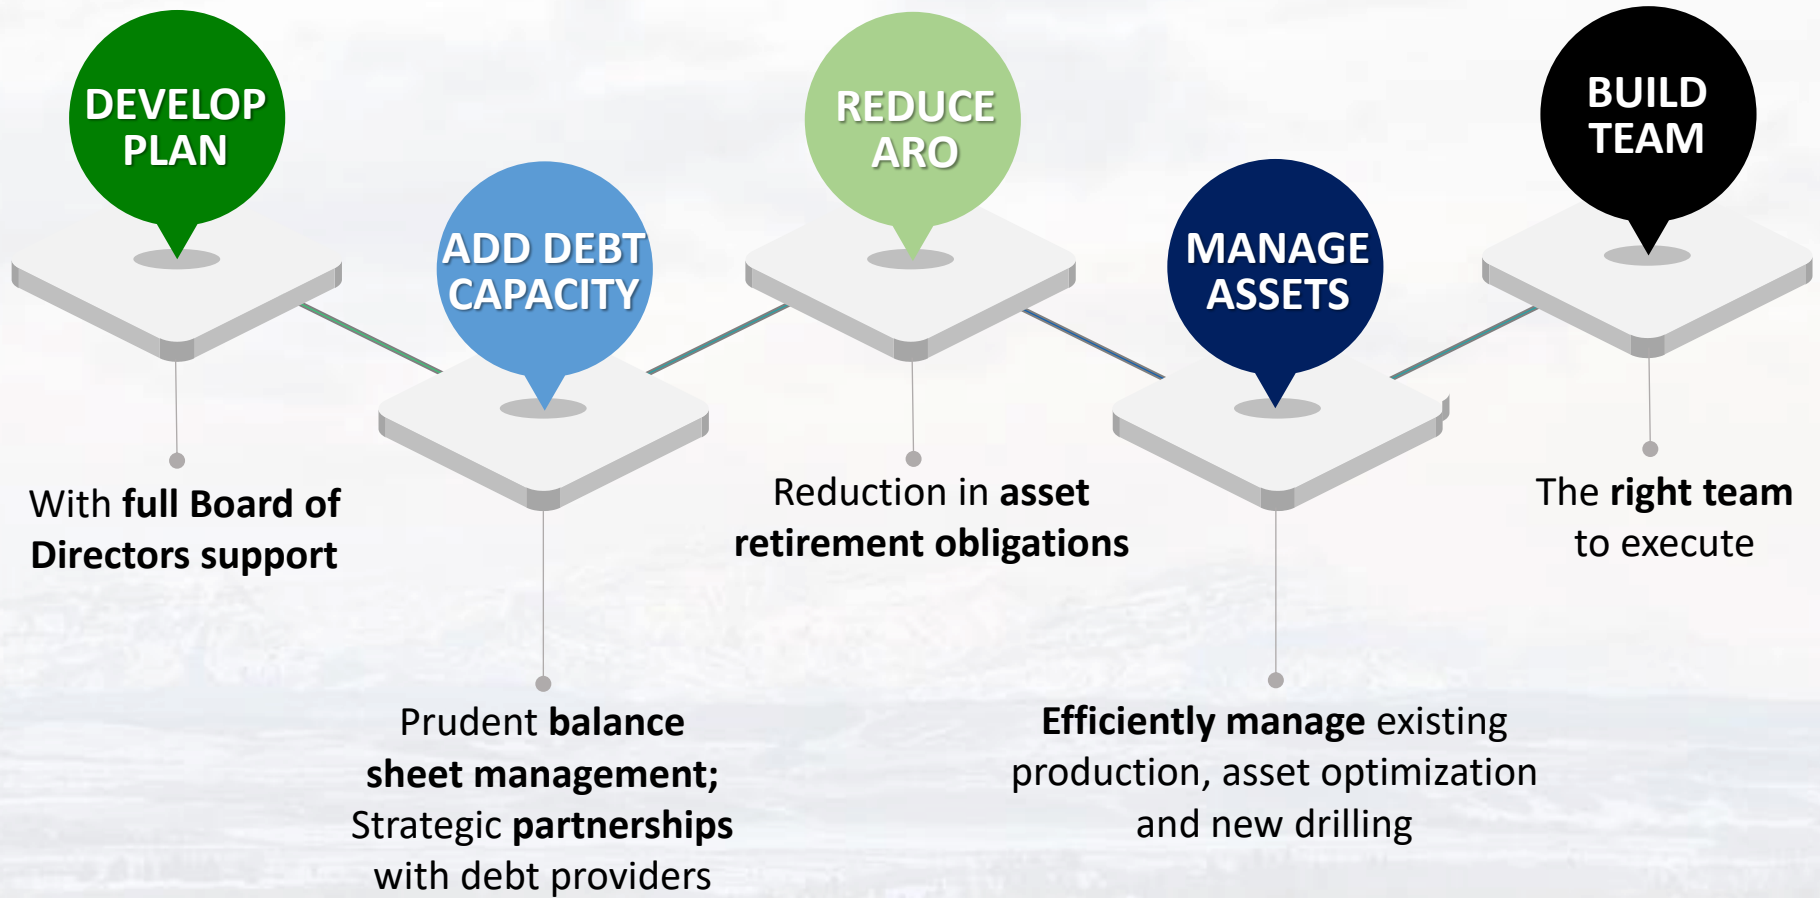 DEVELOP
PLAN
With full Board of
Directors support
ADD DEBT
CAPACITY
Prudent balance
sheet management;
Strategic partnerships
with debt providers
REDUCE
ARO
Reduction in asset
retirement obligations
MANAGE
ASSETS
Efficiently manage existing
production, asset optimization
and new drilling
BUILD
TEAM
The right team
to execute